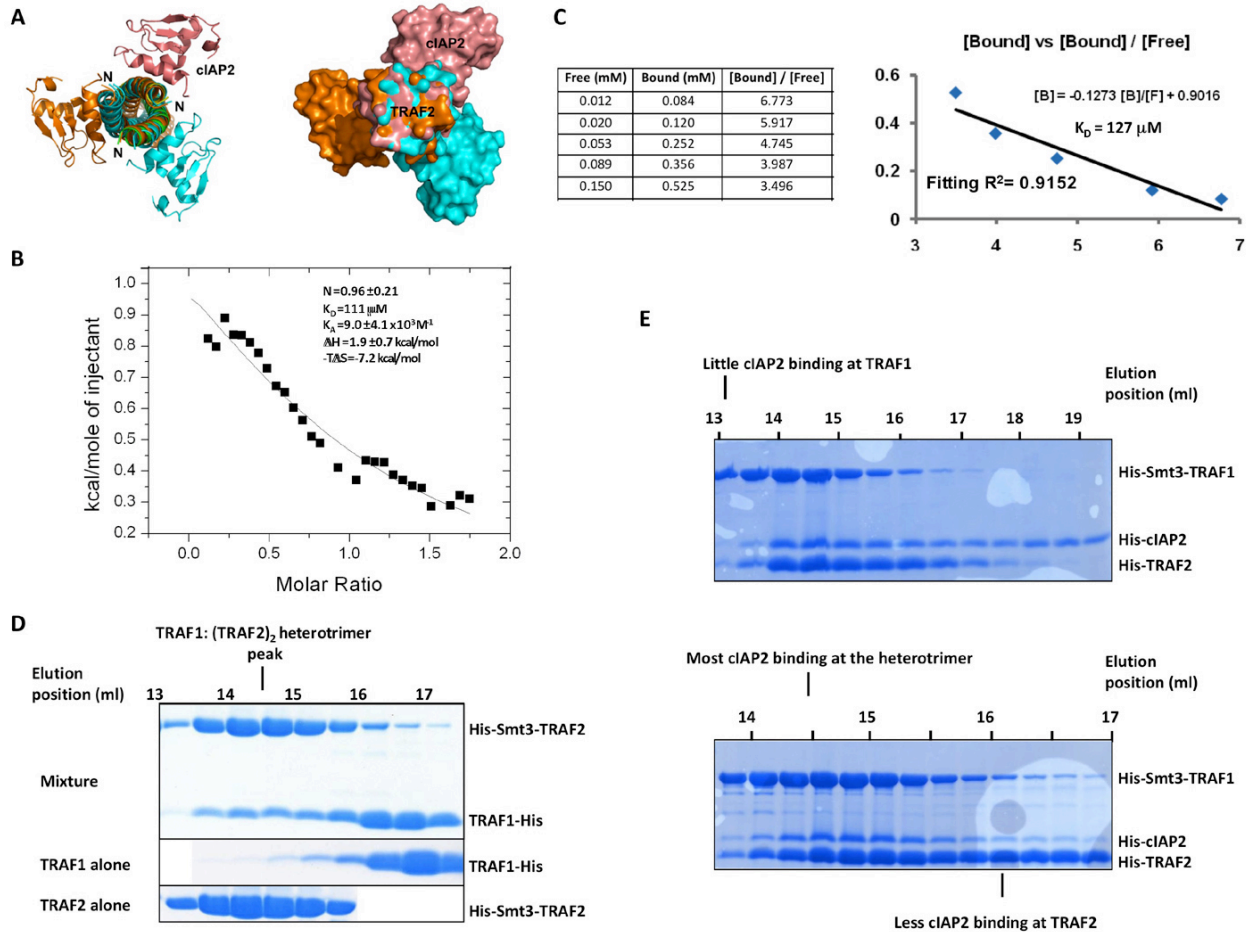 A
cIAP2
N
N
N
cIAP2
TRAF2
B
1.0
0.9
0.8
0.7
0.6
0.5
0.4
0.3
0.2
kcal/mole of injectant
0.0 0.5 1.0 1.5 2.0
Molar Ratio
N=0.96±0.21
K_D=111 μM
K_A=9.0±4.1x10³M⁻¹
ΔH=1.9±0.7 kcal/mol
-TΔS=-7.2 kcal/mol
C
Free (mM) Bound (mM) [Bound] / [Free]
0.012 0.084 6.773
0.020 0.120 5.917
0.053 0.252 4.745
0.089 0.356 3.987
0.150 0.525 3.496
[Bound] vs [Bound] / [Free]
0.6
0.4
0.2
0
3 4 5 6 7
[B] = -0.1273 [B]/[F] + 0.9016
K_D = 127 μM
Fitting R²= 0.9152
D
TRAF1: (TRAF2)₂ heterotrimer
peak
Elution
position (ml)
13 14 15 16 17
His-Smt3-TRAF2
Mixture
TRAF1-His
TRAF1 alone
TRAF1-His
TRAF2 alone
His-Smt3-TRAF2
E
Little cIAP2 binding at TRAF1
Elution
position (ml)
13 14 15 16 17 18 19
His-Smt3-TRAF1
His-cIAP2
His-TRAF2
Most cIAP2 binding at the heterotrimer
Elution
position (ml)
14 15 16 17
His-Smt3-TRAF1
His-cIAP2
His-TRAF2
Less cIAP2 binding at TRAF2